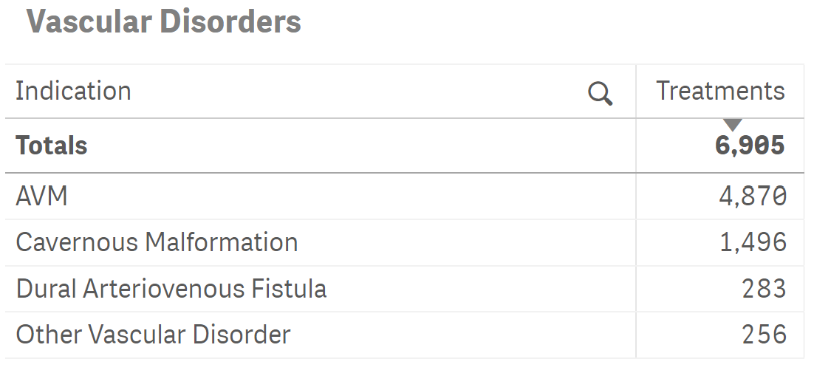 Vascular Disorders
Indication Treatments
Totals 6,905
AVM 4,870
Cavernous Malformation 1,496
Dural Arteriovenous Fistula 283
Other Vascular Disorder 256